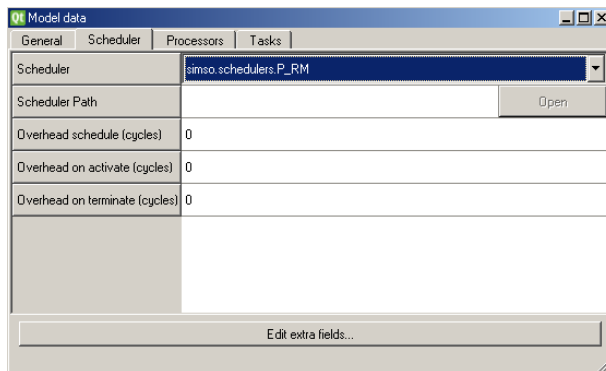 Qt Model data
General Scheduler Processors Tasks
Scheduler simso.schedulers.P_RM
Scheduler Path Open
Overhead schedule (cycles) 0
Overhead on activate (cycles) 0
Overhead on terminate (cycles) 0
Edit extra fields...